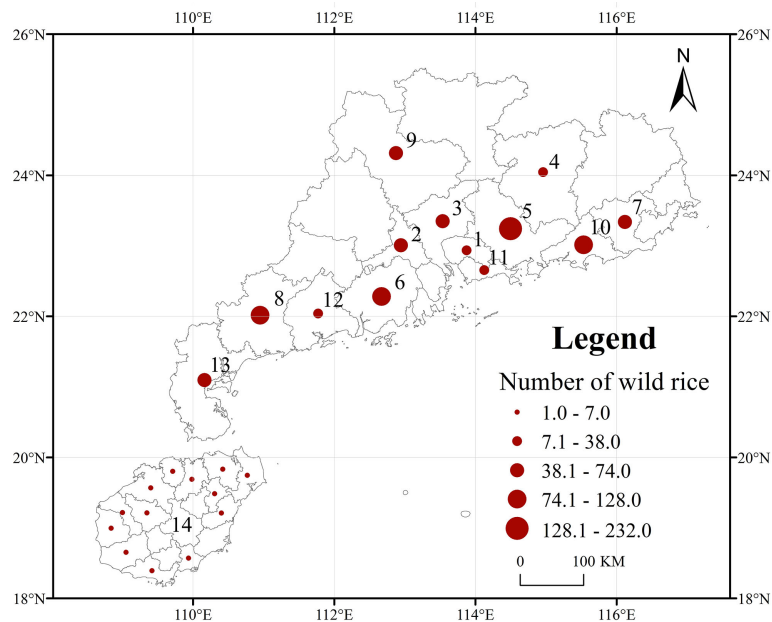 110°E 112°E 114°E 116°E
26°N 26°N
N
9
24°N 4 24°N
3 5 7
2 1 10
11
6
8 12
22°N 22°N
Legend
13
Number of wild rice
1.0 - 7.0
7.1 - 38.0
20°N 20°N
38.1 - 74.0
74.1 - 128.0
14
128.1 - 232.0
0 100 KM
18°N 18°N
110°E 112°E 114°E 116°E